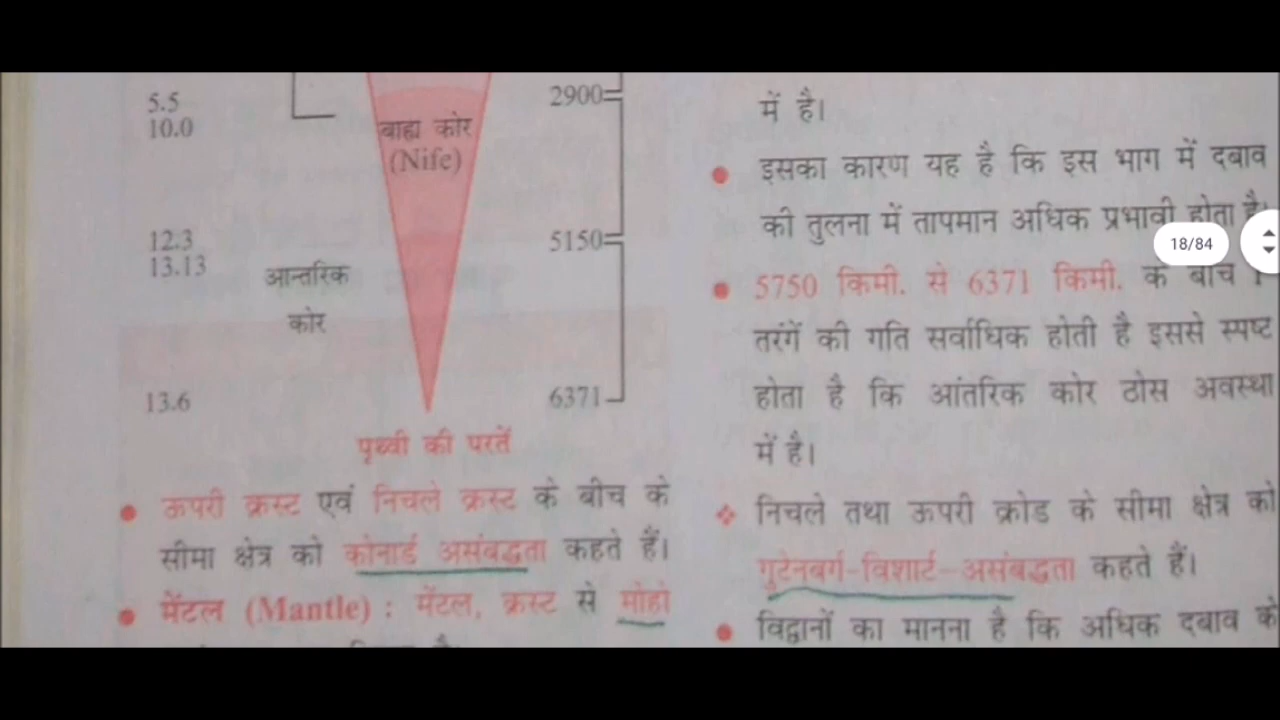 5.5
10.0
बाह्य कोर
(Nife)
2900
12.3
13.13
आन्तरिक
कोर
5150
13.6
6371
पृथ्वी की परतें
ऊपरी क्रस्ट एवं निचले क्रस्ट के बीच के
सीमा क्षेत्र को कोनार्ड असंबद्धता कहते हैं।
मेंटल (Mantle) : मेंटल, क्रस्ट से मोहो
में है।
इसका कारण यह है कि इस भाग में दबाव
की तुलना में तापमान अधिक प्रभावी होता है।
18/84
5750 किमी. से 6371 किमी. के बीच
तरंगें की गति सर्वाधिक होती है इससे स्पष्ट
होता है कि आंतरिक कोर ठोस अवस्था
में है।
निचले तथा ऊपरी क्रोड के सीमा क्षेत्र को
गुटेनबर्ग-विशार्ट-असंबद्धता कहते हैं।
विद्वानों का मानना है कि अधिक दबाव के